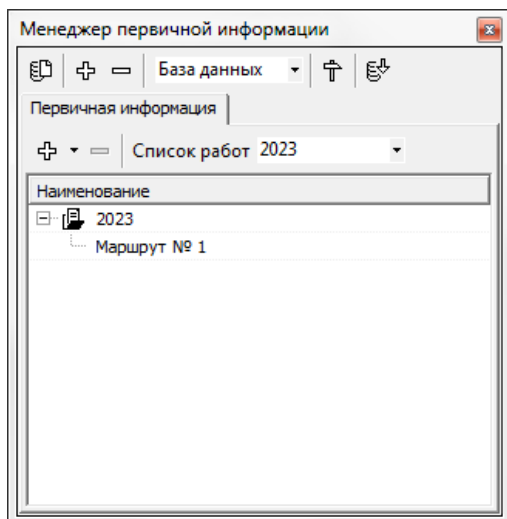 Менеджер первичной информации
База данных
Первичная информация
Список работ 2023
Наименование
2023
Маршрут № 1